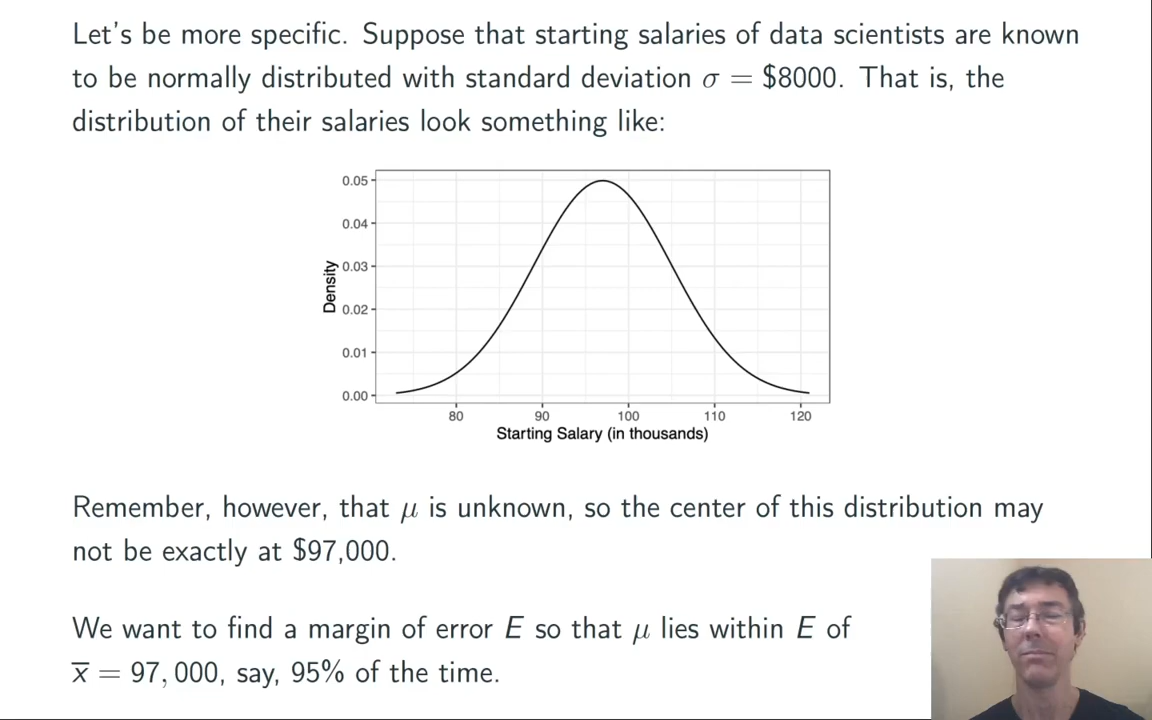 Let's be more specific. Suppose that starting salaries of data scientists are known
to be normally distributed with standard deviation σ = $8000. That is, the
distribution of their salaries look something like:
0.05
0.04
0.03
0.02
0.01
0.00
Density
80 90 100 110 120
Starting Salary (in thousands)
Remember, however, that μ is unknown, so the center of this distribution may
not be exactly at $97,000.
We want to find a margin of error E so that μ lies within E of
x̅ = 97, 000, say, 95% of the time.